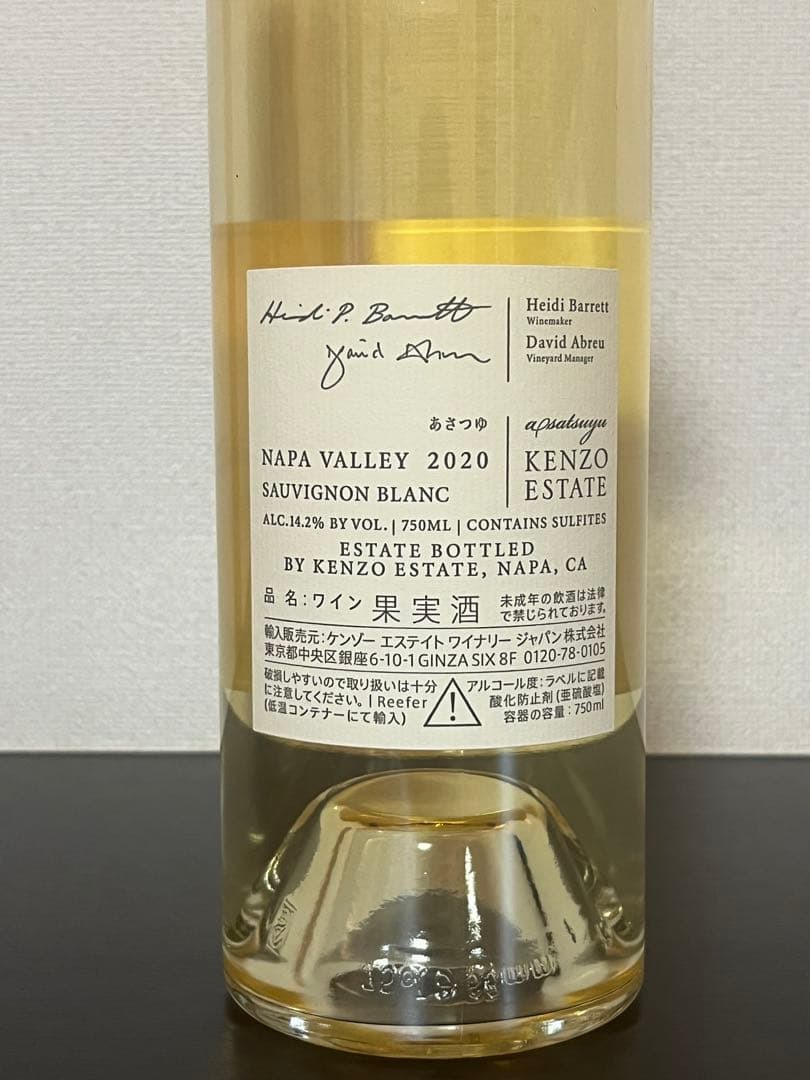 Heidi P. Barrett
David Abreu
Heidi Barrett
Winemaker
David Abreu
Vineyard Manager
あさつゆ
asatsuyu
NAPA VALLEY 2020
SAUVIGNON BLANC
KENZO
ESTATE
ALC.14.2% BY VOL. | 750ML | CONTAINS SULFITES
ESTATE BOTTLED
BY KENZO ESTATE, NAPA, CA
品 名:ワイン 果実酒
未成年の飲酒は法律
で禁じられております。
輸入販売元:ケンゾー エステイト ワイナリー ジャパン 株式会社
東京都中央区銀座6-10-1 GINZA SIX 8F 0120-78-0105
破損しやすいので取り扱いは十分
に注意してください。 | Reefer
(低温コンテナーにて輸入)
アルコール度:ラベルに記載
酸化防止剤(亜硫酸塩)
容器の容量:750ml